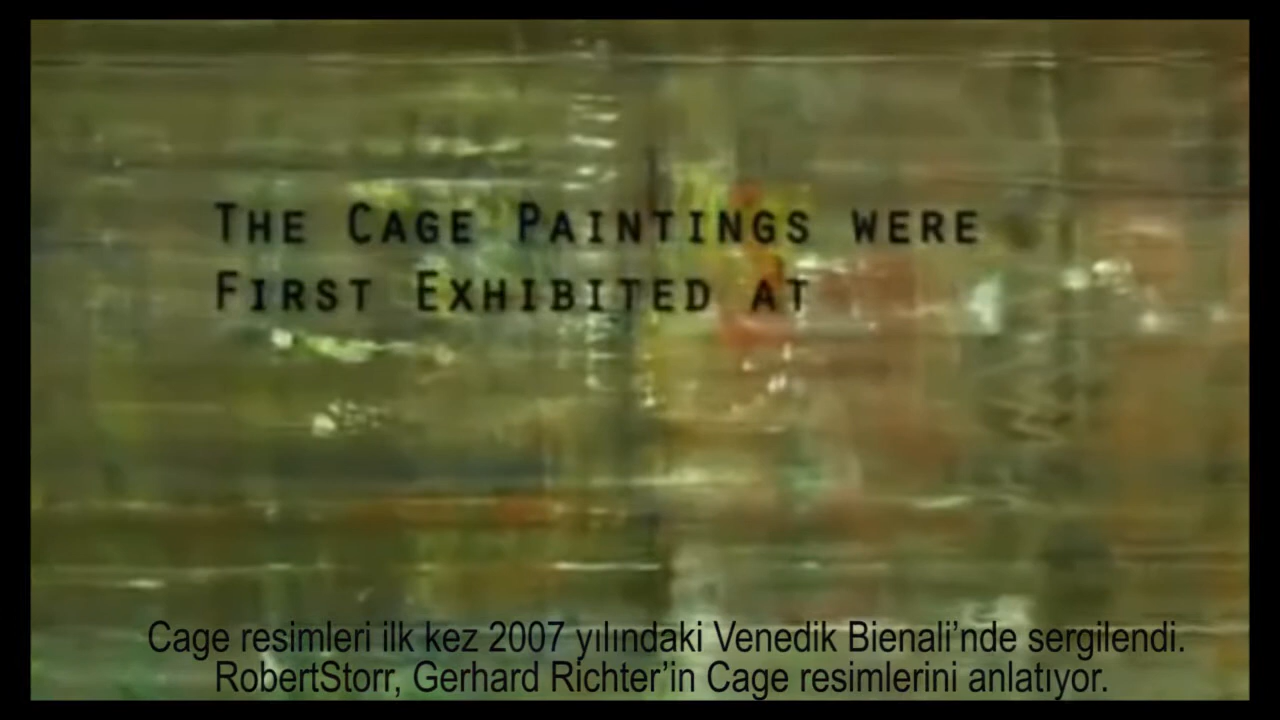 THE CAGE PAINTINGS WERE
FIRST EXHIBITED AT
Cage resimleri ilk kez 2007 yılındaki Venedik Bienali’nde sergilendi.
RobertStorr, Gerhard Richter’in Cage resimlerini anlatıyor.